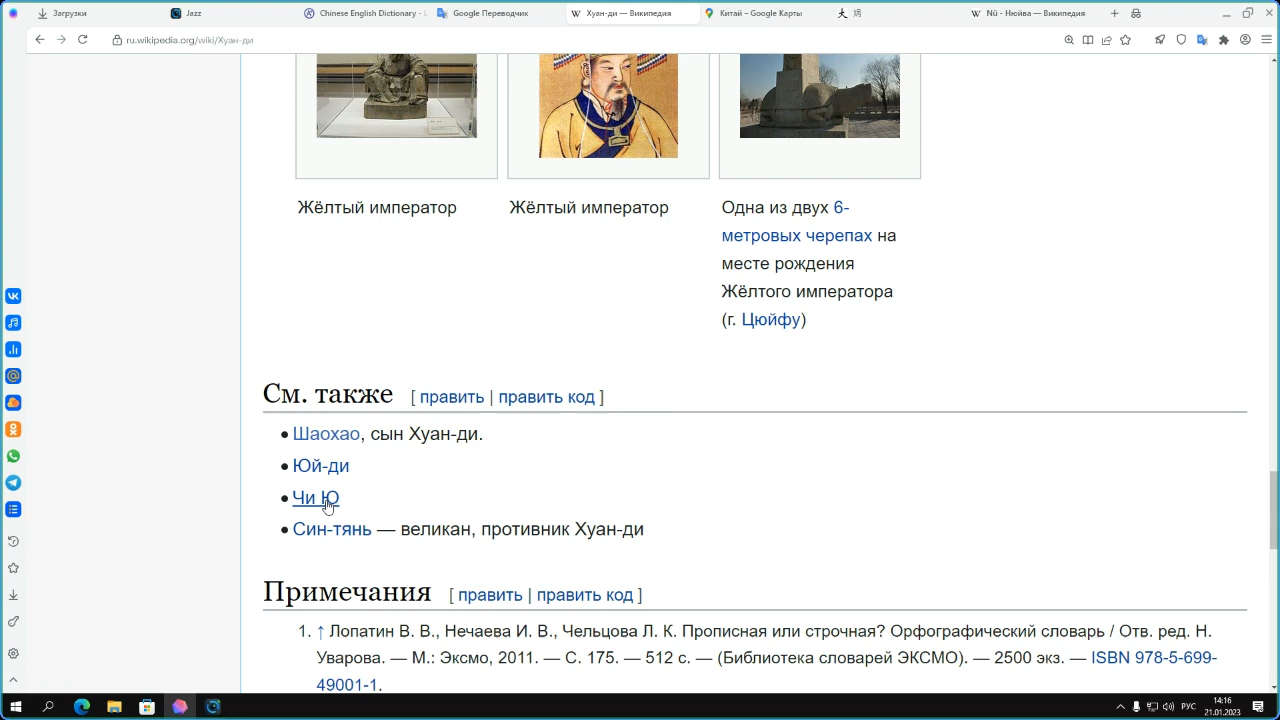 Загрузки
Jazz
Chinese English Dictionary - L
Google Переводчик
Хуан-ди — Википедия
Китай – Google Карты
大
Nü - Нюйва — Википедия
ru.wikipedia.org/wiki/Хуан-ди
Жёлтый император
Жёлтый император
Одна из двух 6-
метровых черепах на
месте рождения
Жёлтого императора
(г. Цюйфу)
См. также [ править | править код ]
Шаохао, сын Хуан-ди.
Юй-ди
Чи Ю
Син-тянь — великан, противник Хуан-ди
Примечания [ править | править код ]
1. ↑ Лопатин В. В., Нечаева И. В., Чельцова Л. К. Прописная или строчная? Орфографический словарь / Отв. ред. Н.
Уварова. — М.: Эксмо, 2011. — С. 175. — 512 с. — (Библиотека словарей ЭКСМО). — 2500 экз. — ISBN 978-5-699-
49001-1.
РУС
14:16
21.01.2023